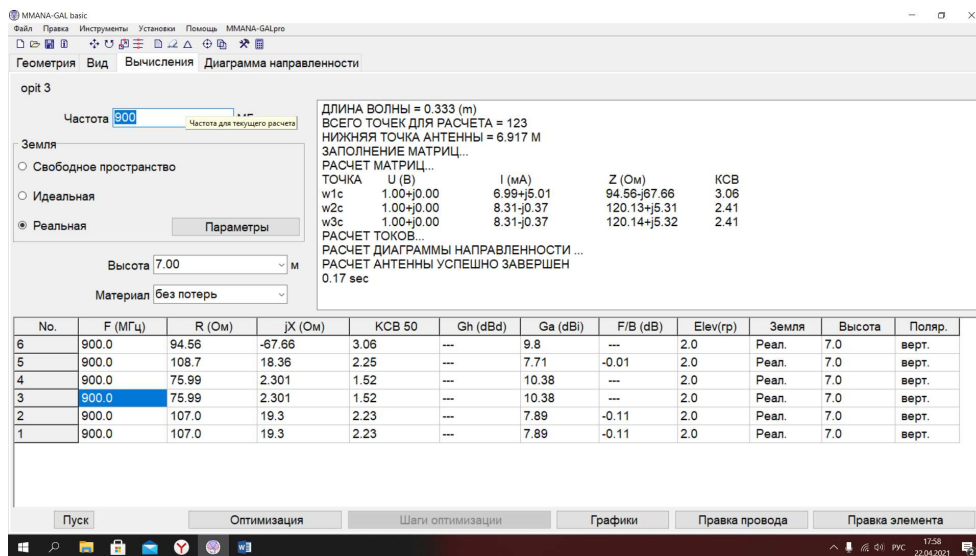 MMANA-GAL basic
Файл Правка Инструменты Установки Помощь MMANA-GALpro
Геометрия Вид Вычисления Диаграмма направленности
opit 3
Частота 900
Частота для текущего расчета
Земля
Свободное пространство
Идеальная
Реальная Параметры
Высота 7.00 м
Материал без потерь
ДЛИНА ВОЛНЫ = 0.333 (m)
ВСЕГО ТОЧЕК ДЛЯ РАСЧЕТА = 123
НИЖНЯЯ ТОЧКА АНТЕННЫ = 6.917 М
ЗАПОЛНЕНИЕ МАТРИЦ...
РАСЧЕТ МАТРИЦ...
ТОЧКА U (В) I (мА) Z (Ом) КСВ
w1c 1.00+j0.00 6.99+j5.01 94.56-j67.66 3.06
w2c 1.00+j0.00 8.31-j0.37 120.13+j5.31 2.41
w3c 1.00+j0.00 8.31-j0.37 120.14+j5.32 2.41
РАСЧЕТ ТОКОВ...
РАСЧЕТ ДИАГРАММЫ НАПРАВЛЕННОСТИ ...
РАСЧЕТ АНТЕННЫ УСПЕШНО ЗАВЕРШЕН
0.17 sec
No. F (МГц) R (Ом) jX (Ом) КСВ 50 Gh (dBd) Ga (dBi) F/B (dB) Elev(гр) Земля Высота Поляр.
6 900.0 94.56 -67.66 3.06 --- 9.8 --- 2.0 Реал. 7.0 верт.
5 900.0 108.7 18.36 2.25 --- 7.71 -0.01 2.0 Реал. 7.0 верт.
4 900.0 75.99 2.301 1.52 --- 10.38 --- 2.0 Реал. 7.0 верт.
3 900.0 75.99 2.301 1.52 --- 10.38 --- 2.0 Реал. 7.0 верт.
2 900.0 107.0 19.3 2.23 --- 7.89 -0.11 2.0 Реал. 7.0 верт.
1 900.0 107.0 19.3 2.23 --- 7.89 -0.11 2.0 Реал. 7.0 верт.
Пуск Оптимизация Шаги оптимизации Графики Правка провода Правка элемента
РУС 17:58
22.04.2021